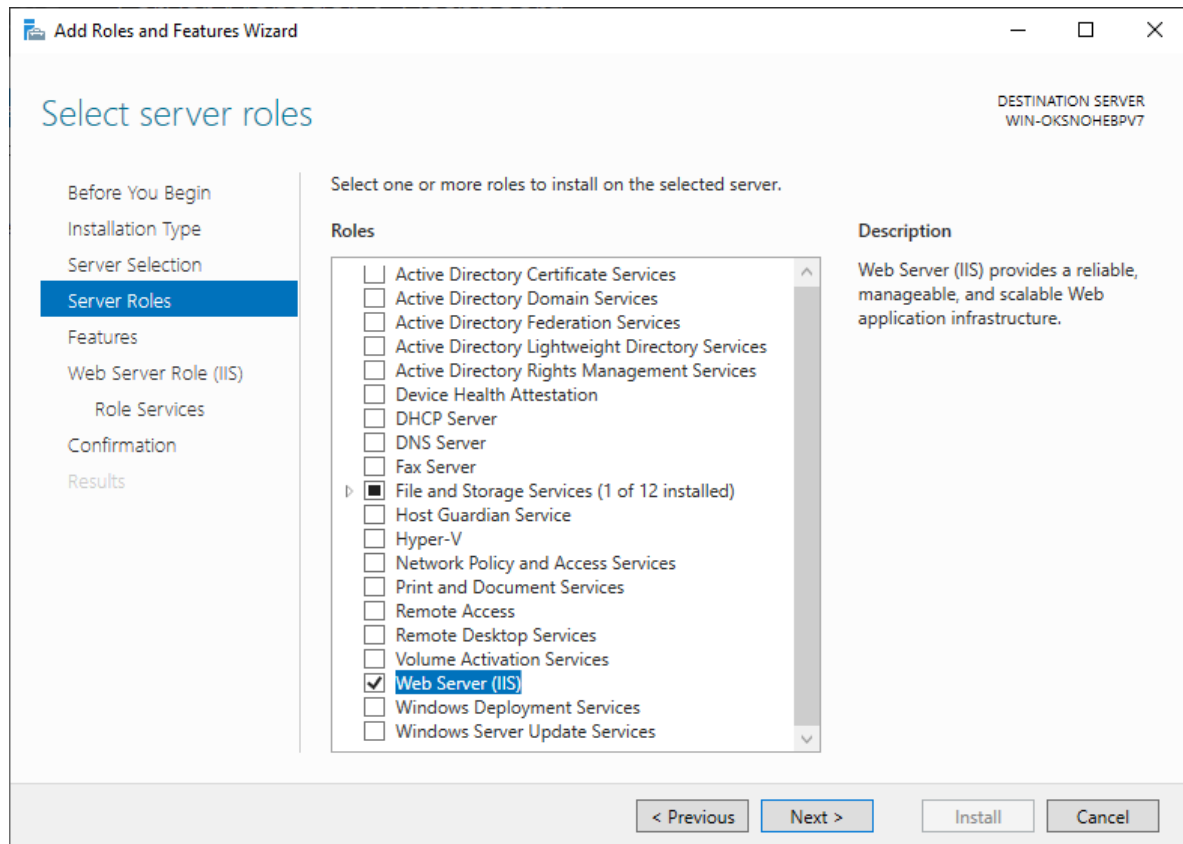 Add Roles and Features Wizard
Select server roles
DESTINATION SERVER
WIN-OKSNOHEBPV7
Before You Begin
Installation Type
Server Selection
Server Roles
Features
Web Server Role (IIS)
Role Services
Confirmation
Results
Select one or more roles to install on the selected server.
Roles
Active Directory Certificate Services
Active Directory Domain Services
Active Directory Federation Services
Active Directory Lightweight Directory Services
Active Directory Rights Management Services
Device Health Attestation
DHCP Server
DNS Server
Fax Server
File and Storage Services (1 of 12 installed)
Host Guardian Service
Hyper-V
Network Policy and Access Services
Print and Document Services
Remote Access
Remote Desktop Services
Volume Activation Services
Web Server (IIS)
Windows Deployment Services
Windows Server Update Services
Description
Web Server (IIS) provides a reliable,
manageable, and scalable Web
application infrastructure.
< Previous
Next >
Install
Cancel